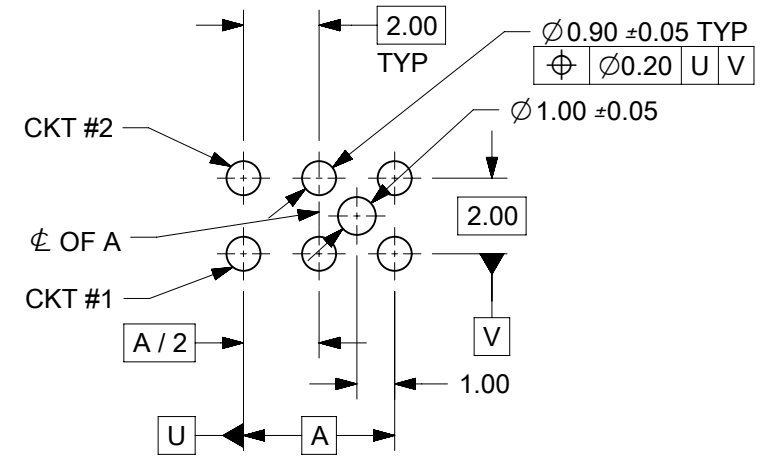 2.00
TYP
∅0.90 ±0.05 TYP
⌖ ∅0.20 U V
∅1.00 ±0.05
CKT #2
2.00
℄ OF A
CKT #1
A / 2
V
1.00
U
A